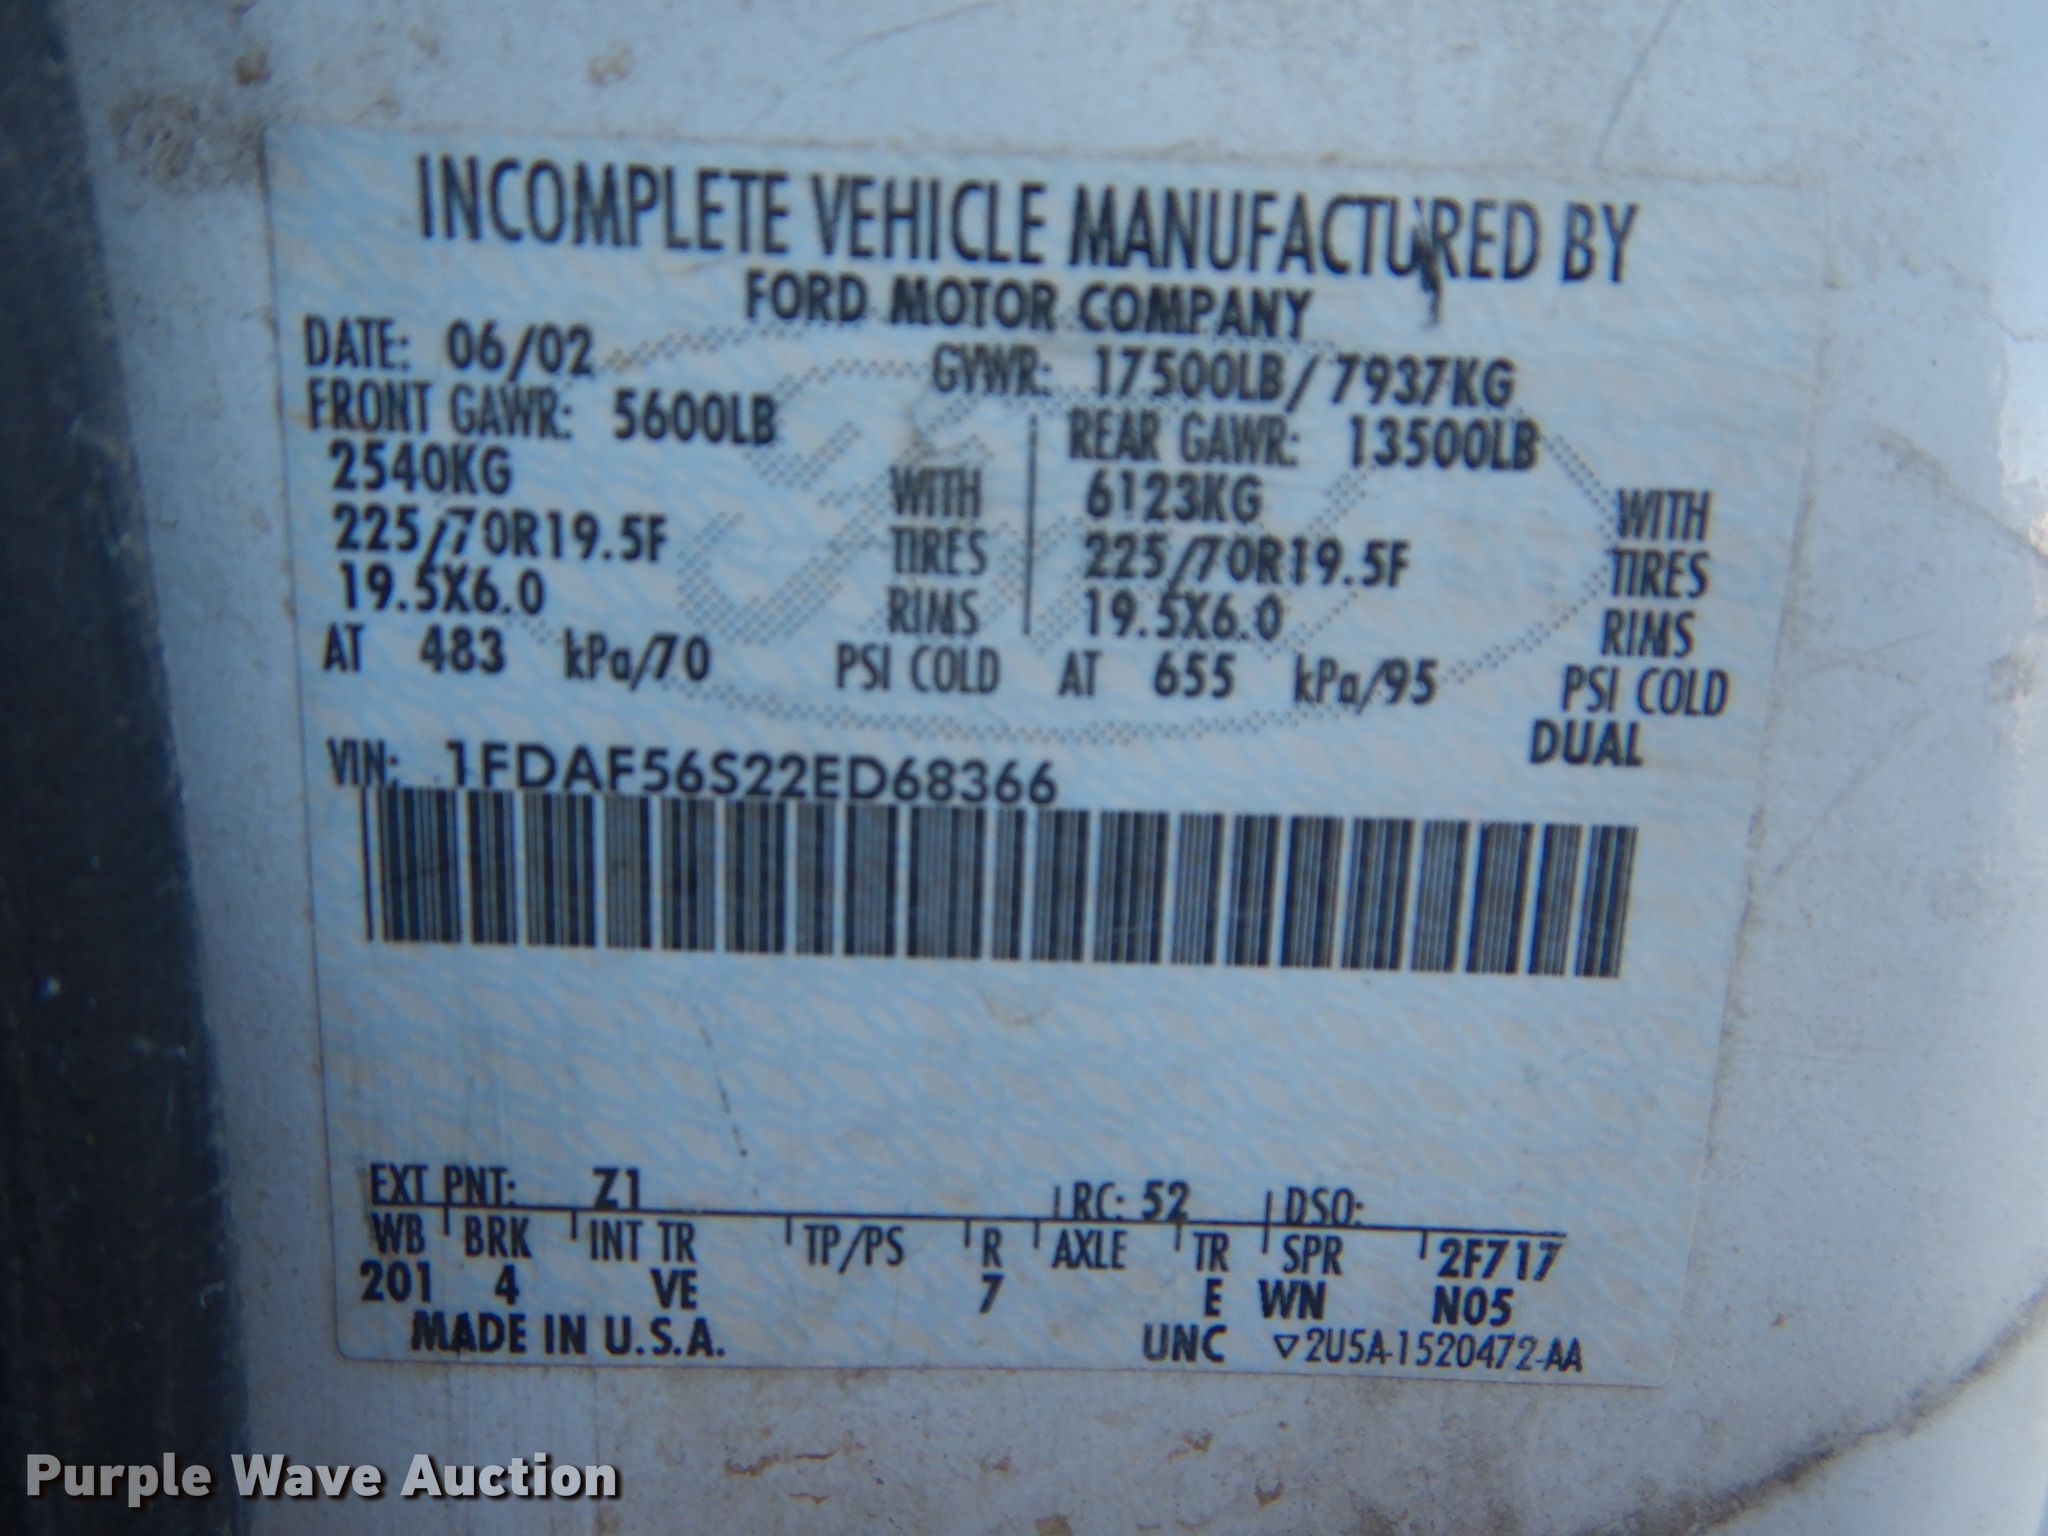 INCOMPLETE VEHICLE MANUFACTURED BY
FORD MOTOR COMPANY
DATE: 06/02 GVWR: 17500LB/7937KG
FRONT GAWR: 5600LB REAR GAWR: 13500LB
2540KG WITH 6123KG WITH
225/70R19.5F TIRES 225/70R19.5F TIRES
19.5X6.0 RIMS 19.5X6.0 RIMS
AT 483 kPa/70 PSI COLD AT 655 kPa/95 PSI COLD
DUAL
VIN: 1FDAF56S22ED68366
EXT PNT: Z1 RC: 52 DSO:
WB BRK INT TR TP/PS R AXLE TR SPR 2F717
201 4 VE 7 E WN N05
MADE IN U.S.A. UNC ▽2U5A-1520472-AA
Purple Wave Auction